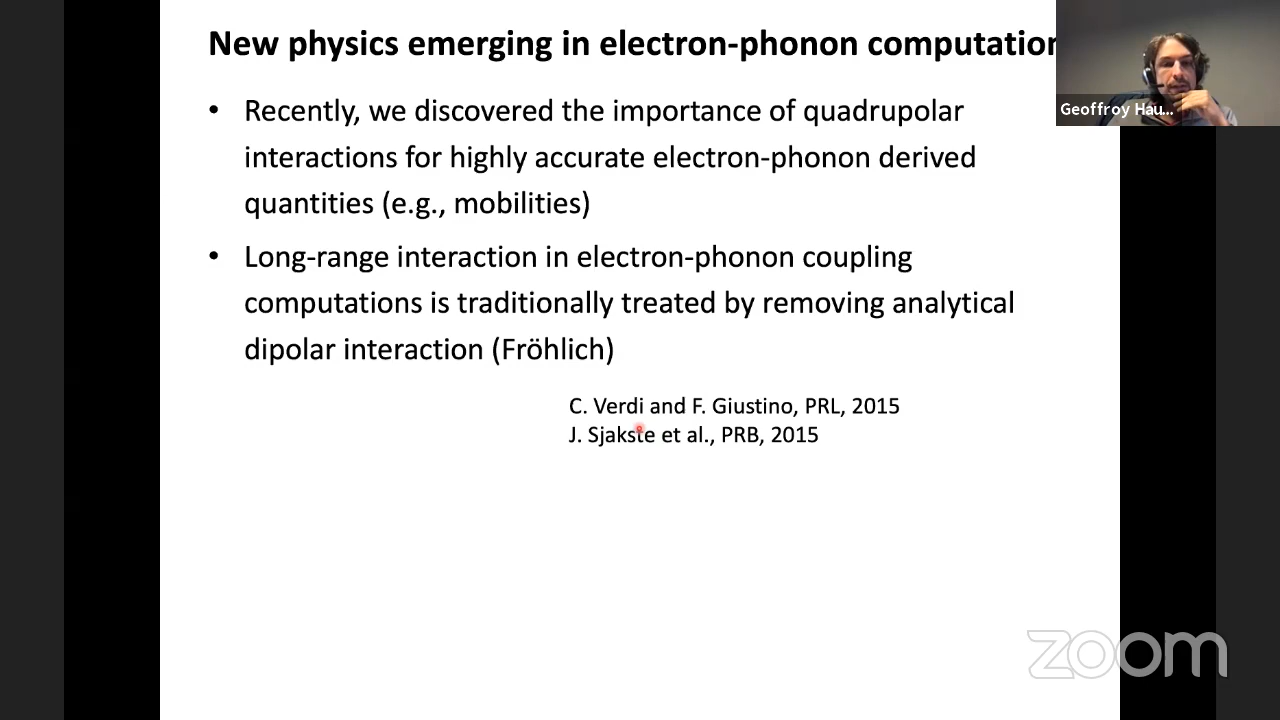 New physics emerging in electron-phonon computation
Geoffroy Hau...
• Recently, we discovered the importance of quadrupolar
interactions for highly accurate electron-phonon derived
quantities (e.g., mobilities)
• Long-range interaction in electron-phonon coupling
computations is traditionally treated by removing analytical
dipolar interaction (Fröhlich)
C. Verdi and F. Giustino, PRL, 2015
J. Sjakste et al., PRB, 2015
zoom